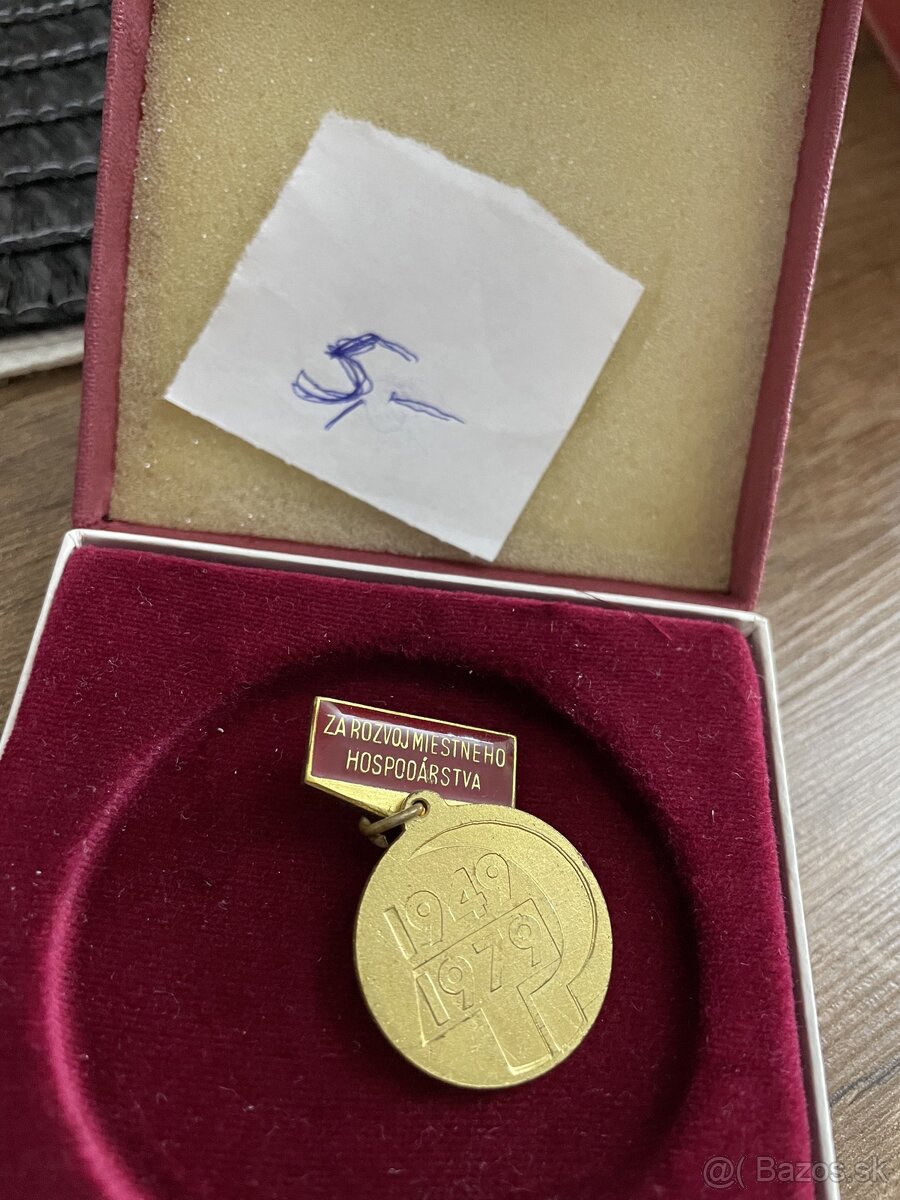 5,-
ZA ROZVOJ MIESTNEHO
HOSPODÁRSTVA
1949
1979
@( Bazos.sk